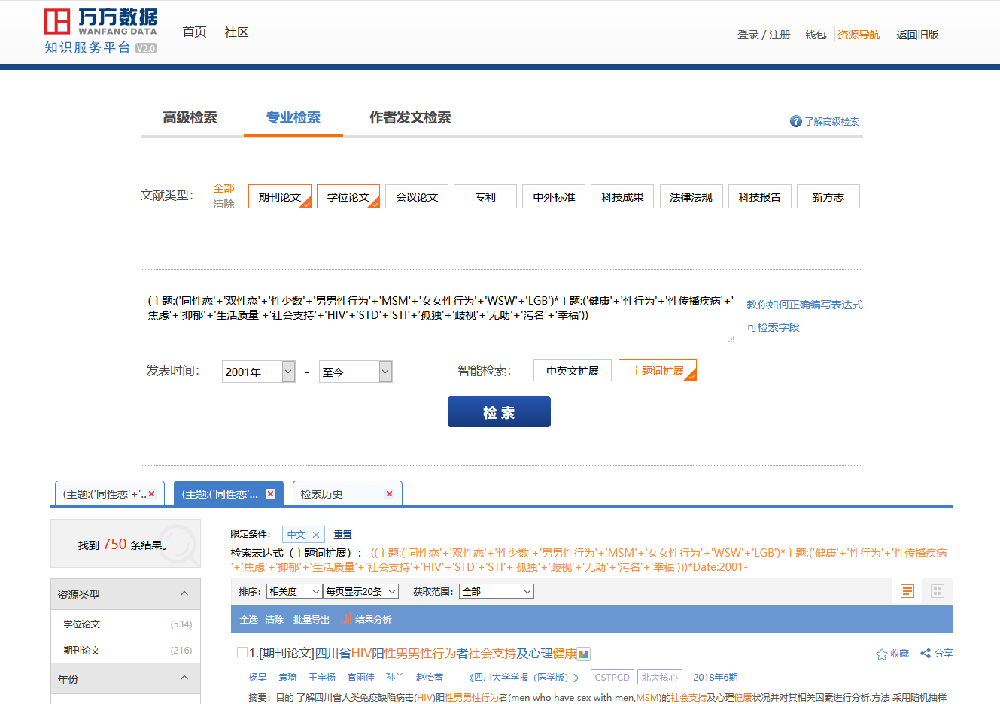 万方数据
WANFANG DATA
知识服务平台 V2.0
首页 社区
登录 / 注册 钱包 资源导航 返回旧版
高级检索 专业检索 作者发文检索
? 了解高级检索
文献类型： 全部 清除 期刊论文 学位论文 会议论文 专利 中外标准 科技成果 法律法规 科技报告 新方志
(主题:('同性恋'+'双性恋'+'性少数'+'男男性行为'+'MSM'+'女女性行为'+'WSW'+'LGB')*主题:('健康'+'性行为'+'性传播疾病'+'
焦虑'+'抑郁'+'生活质量'+'社会支持'+'HIV'+'STD'+'STI'+'孤独'+'歧视'+'无助'+'污名'+'幸福'))
教你如何正确编写表达式
可检索字段
发表时间： 2001年 - 至今 智能检索： 中英文扩展 主题词扩展
检 索
(主题:('同性恋'+'.. (主题:('同性恋'... 检索历史
找到 750 条结果。
资源类型
学位论文 (534)
期刊论文 (216)
年份
限定条件： 中文 重置
检索表达式（主题词扩展）： ((主题:('同性恋'+'双性恋'+'性少数'+'男男性行为'+'MSM'+'女女性行为'+'WSW'+'LGB')*主题:('健康'+'性行为'+'性传播疾病
'+'焦虑'+'抑郁'+'生活质量'+'社会支持'+'HIV'+'STD'+'STI'+'孤独'+'歧视'+'无助'+'污名'+'幸福')))*Date:2001-
排序： 相关度 每页显示20条 获取范围： 全部
全选 清除 批量导出 结果分析
1.[期刊论文]四川省HIV阳性男男性行为者社会支持及心理健康 M 收藏 分享
杨昊 袁琦 王宇扬 官雨佳 孙兰 赵怡蕃 《四川大学学报（医学版）》 CSTPCD 北大核心 - 2018年6期
摘要：目的 了解四川省人类免疫缺陷病毒(HIV)阳性男男性行为者(men who have sex with men,MSM)的社会支持及心理健康状况并对其相关因素进行分析.方法 采用随机抽样